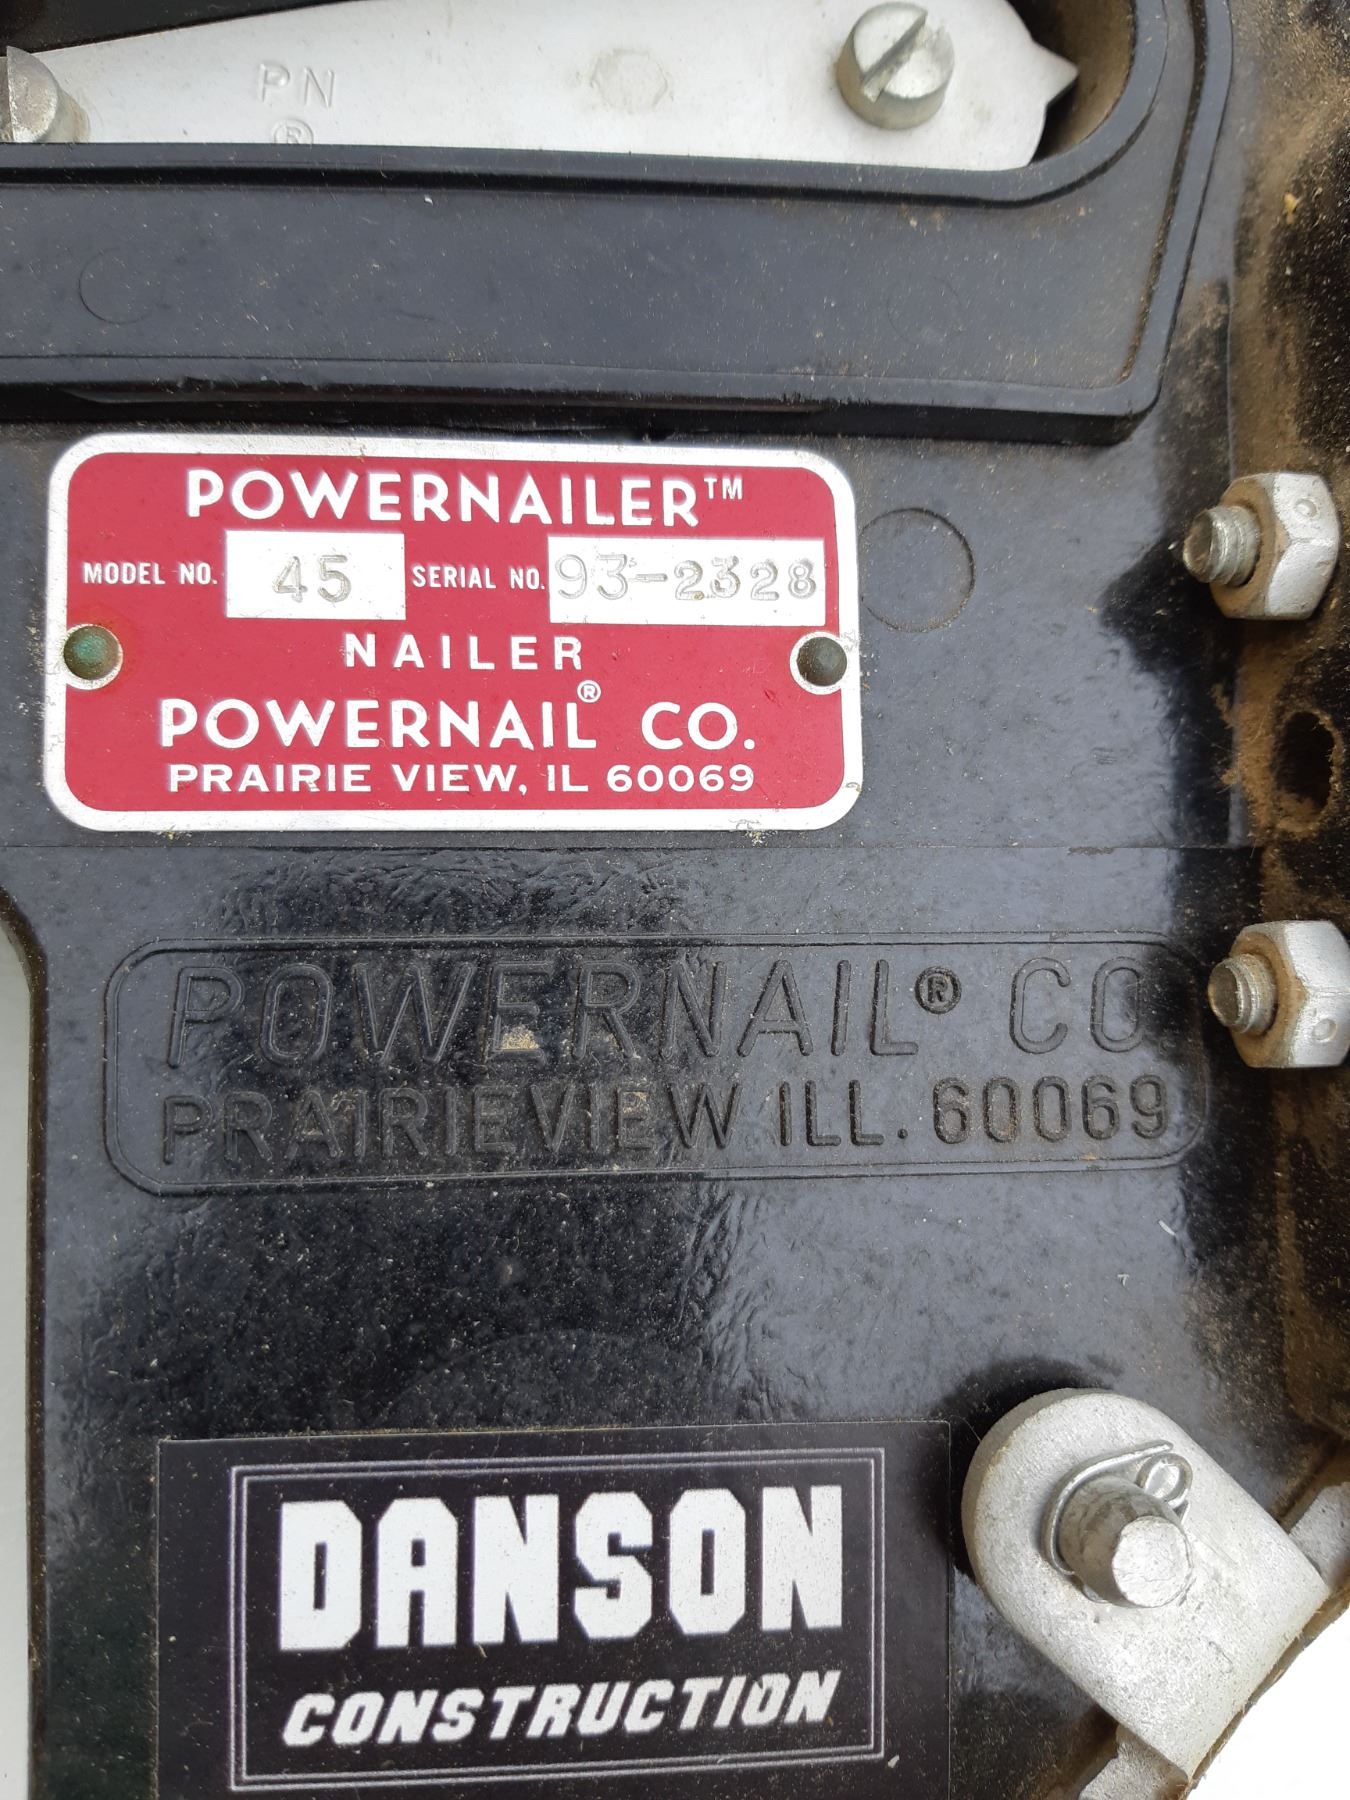 PN
®
POWERNAILER™
MODEL NO. 45 SERIAL NO. 93-2328
NAILER
POWERNAIL® CO.
PRAIRIE VIEW, IL 60069
POWERNAIL® CO
PRAIRIEVIEW ILL. 60069
DANSON
CONSTRUCTION